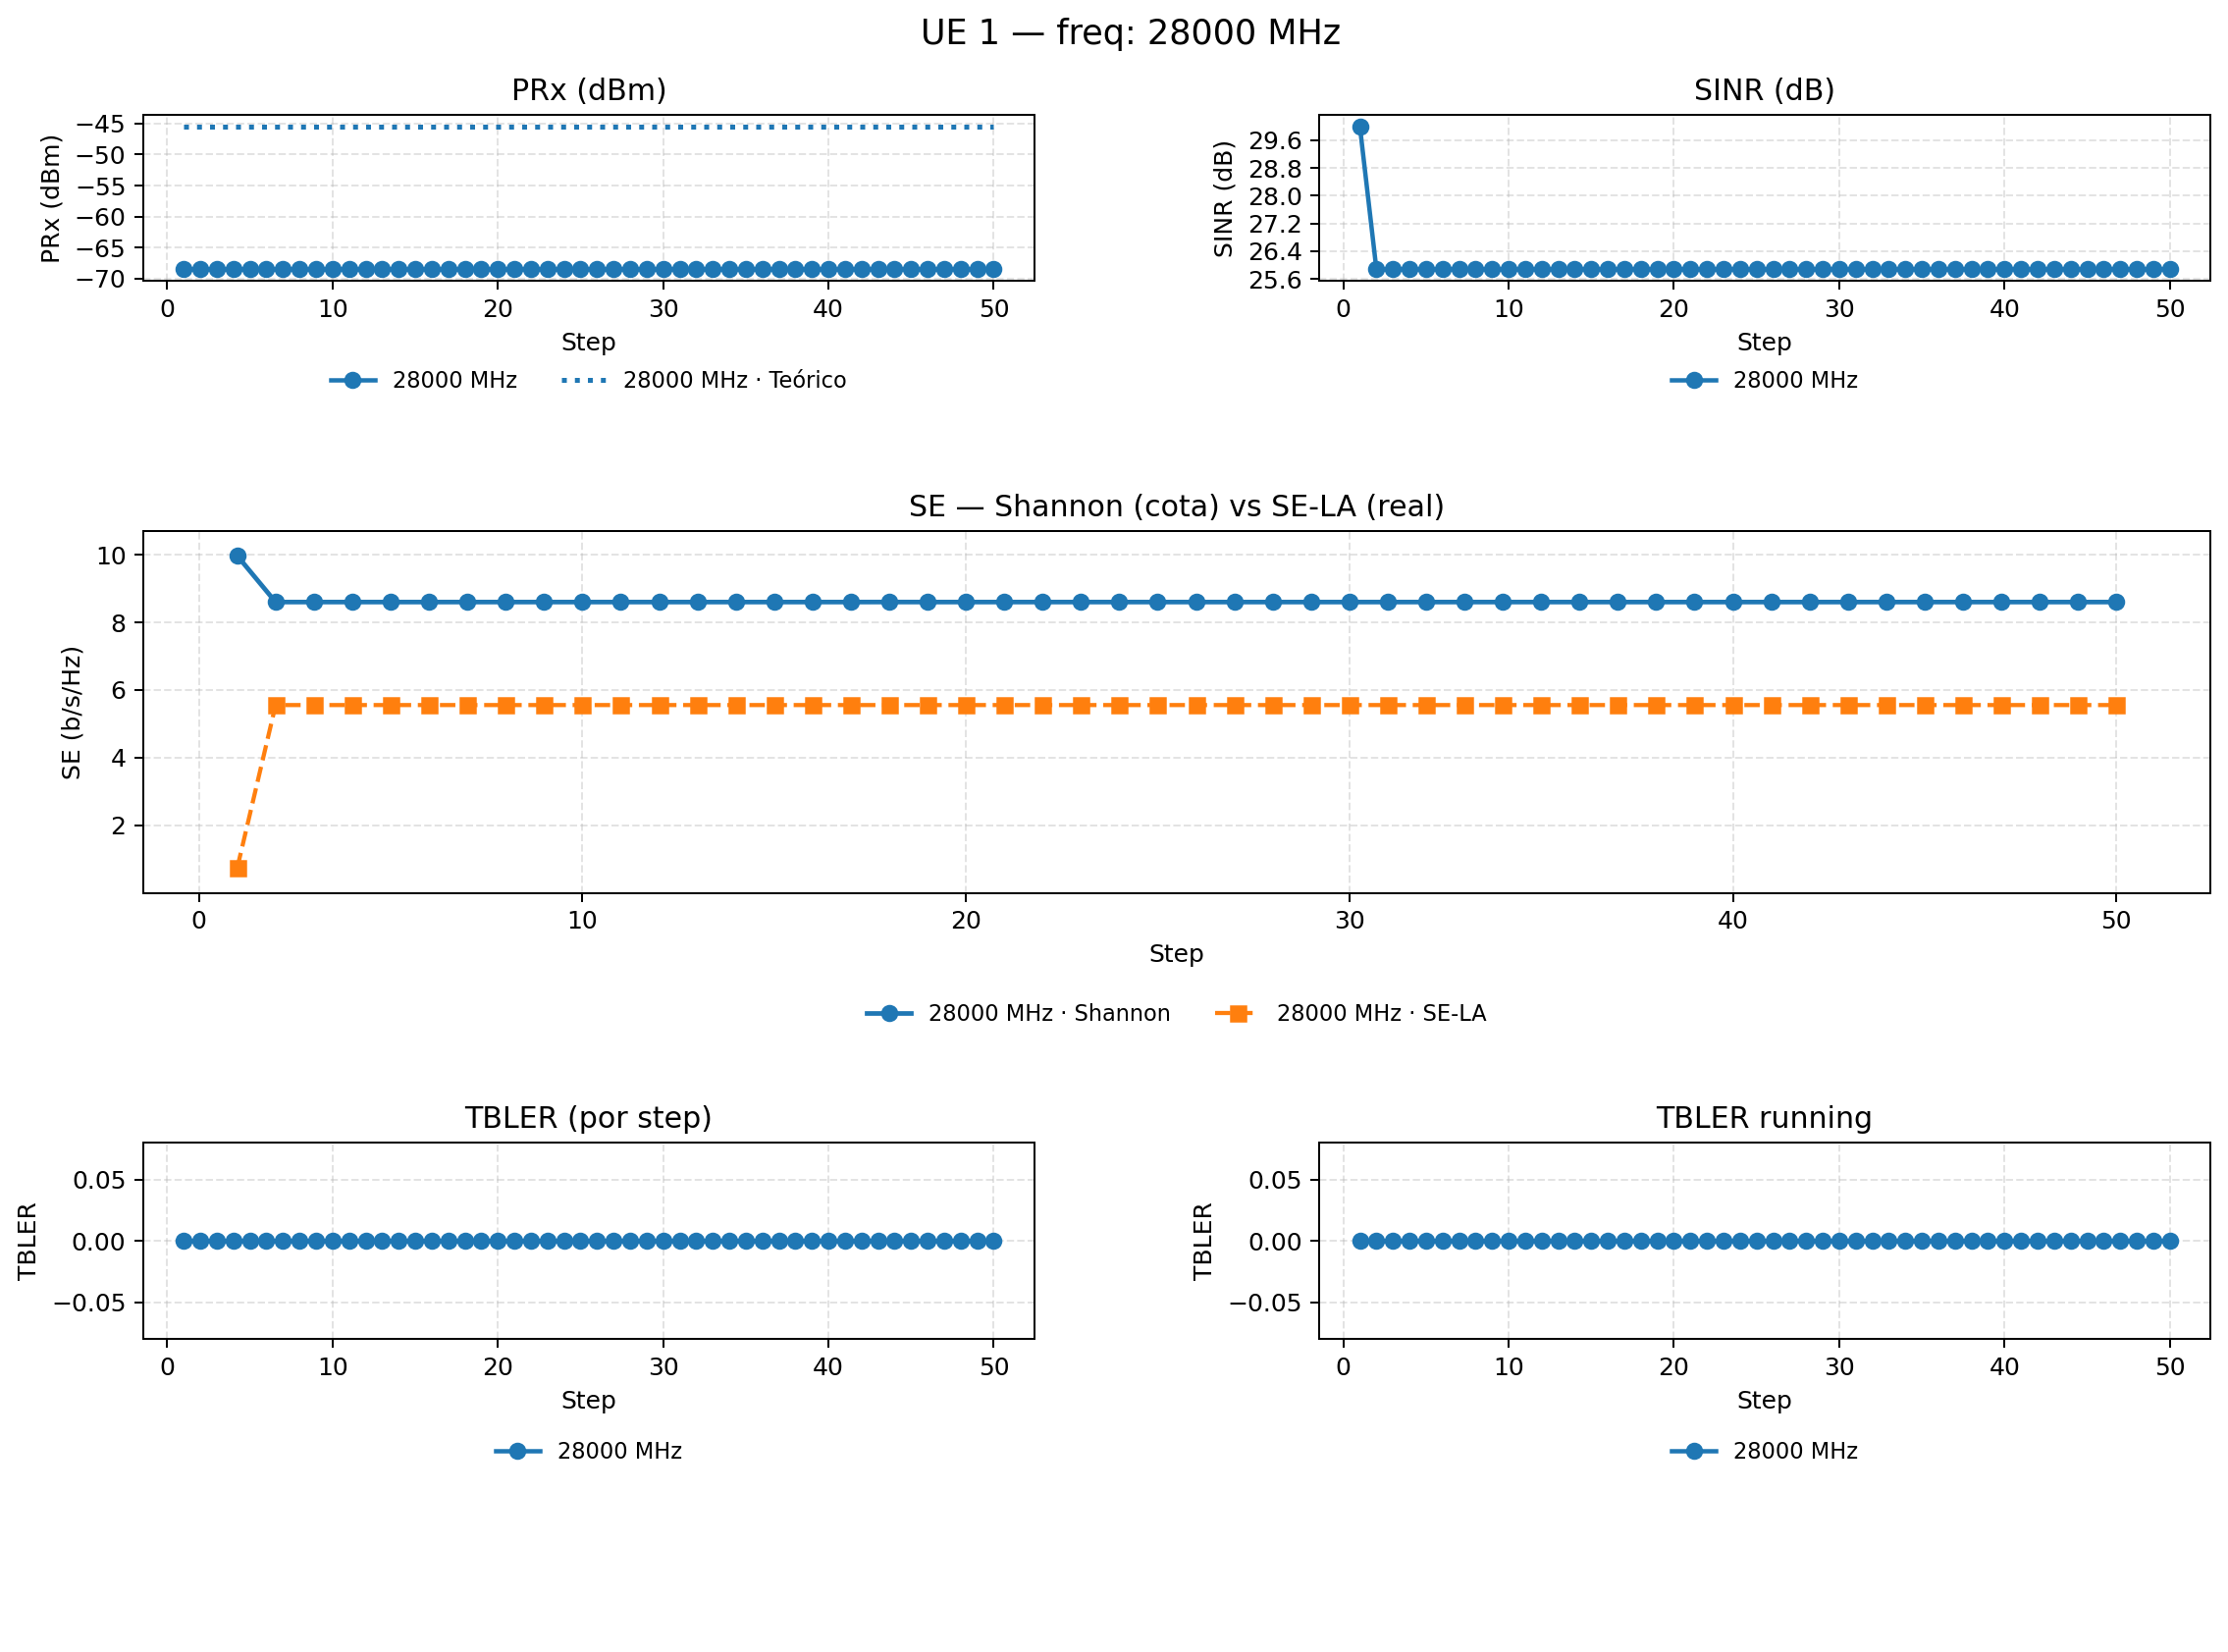 UE 1 — freq: 28000 MHz
PRx (dBm)
PRx (dBm)
−45
−50
−55
−60
−65
−70
0 10 20 30 40 50
Step
28000 MHz 28000 MHz · Teórico
SINR (dB)
SINR (dB)
29.6
28.8
28.0
27.2
26.4
25.6
0 10 20 30 40 50
Step
28000 MHz
SE — Shannon (cota) vs SE-LA (real)
SE (b/s/Hz)
10
8
6
4
2
0 10 20 30 40 50
Step
28000 MHz · Shannon 28000 MHz · SE-LA
TBLER (por step)
TBLER
0.05
0.00
−0.05
0 10 20 30 40 50
Step
28000 MHz
TBLER running
TBLER
0.05
0.00
−0.05
0 10 20 30 40 50
Step
28000 MHz